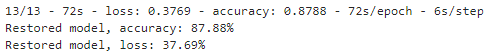 13/13 - 72s - loss: 0.3769 - accuracy: 0.8788 - 72s/epoch - 6s/step
Restored model, accuracy: 87.88%
Restored model, loss: 37.69%